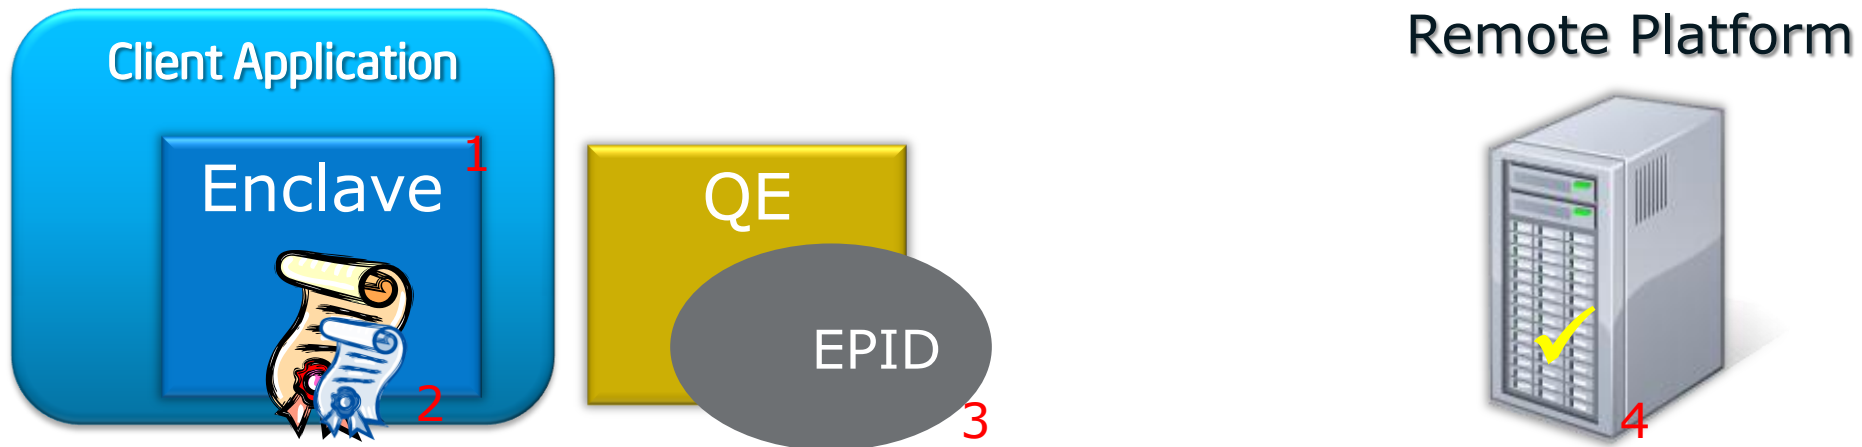 Remote Platform
Client Application
1
Enclave
QE
EPID
2
3
4